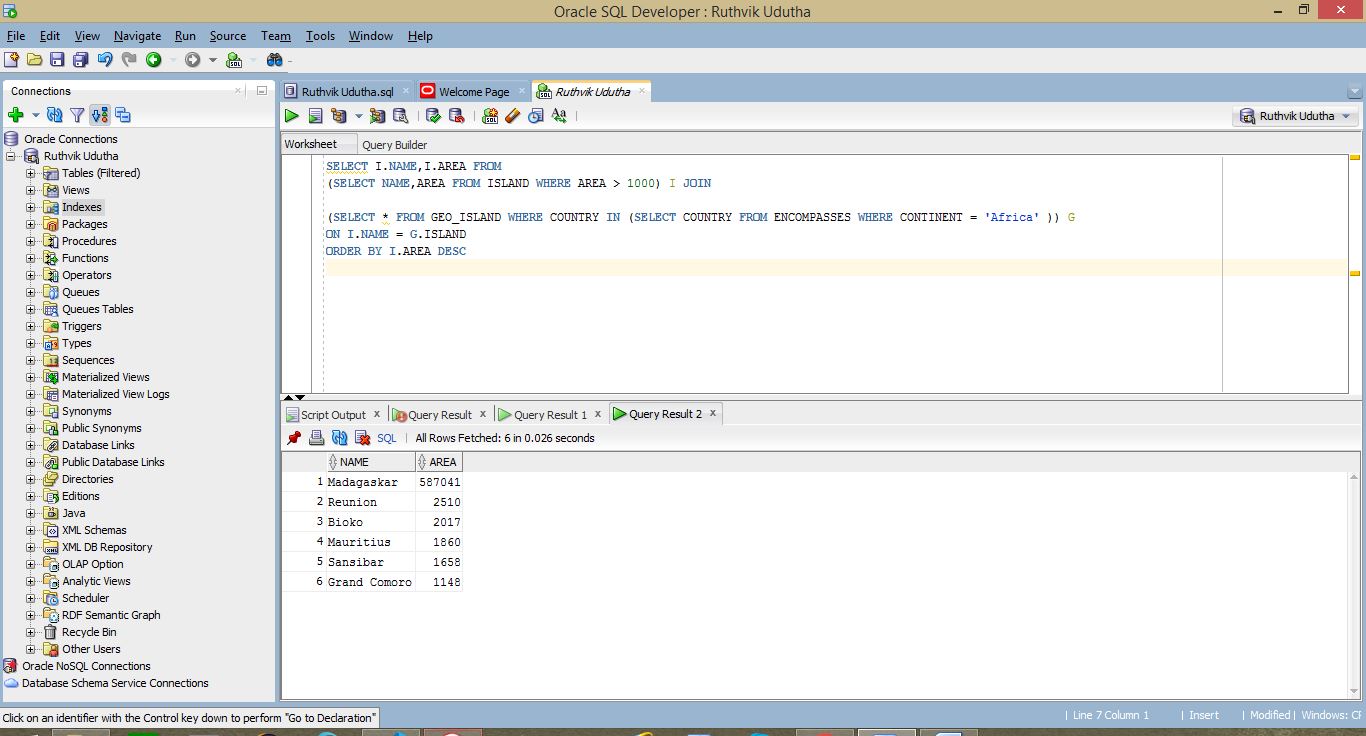 Oracle SQL Developer : Ruthvik Udutha
File Edit View Navigate Run Source Team Tools Window Help
Connections
Oracle Connections
Ruthvik Udutha
Tables (Filtered)
Views
Indexes
Packages
Procedures
Functions
Operators
Queues
Queues Tables
Triggers
Types
Sequences
Materialized Views
Materialized View Logs
Synonyms
Public Synonyms
Database Links
Public Database Links
Directories
Editions
Java
XML Schemas
XML DB Repository
OLAP Option
Analytic Views
Scheduler
RDF Semantic Graph
Recycle Bin
Other Users
Oracle NoSQL Connections
Database Schema Service Connections
Ruthvik Udutha.sql Welcome Page Ruthvik Udutha
Ruthvik Udutha
Worksheet Query Builder
SELECT I.NAME,I.AREA FROM
(SELECT NAME,AREA FROM ISLAND WHERE AREA > 1000) I JOIN
(SELECT * FROM GEO_ISLAND WHERE COUNTRY IN (SELECT COUNTRY FROM ENCOMPASSES WHERE CONTINENT = 'Africa' )) G
ON I.NAME = G.ISLAND
ORDER BY I.AREA DESC
Script Output x Query Result x Query Result 1 x Query Result 2 x
SQL | All Rows Fetched: 6 in 0.026 seconds
NAME AREA
1 Madagaskar 587041
2 Reunion 2510
3 Bioko 2017
4 Mauritius 1860
5 Sansibar 1658
6 Grand Comoro 1148
Click on an identifier with the Control key down to perform "Go to Declaration"
| Line 7 Column 1 | Insert | Modified | Windows: CR